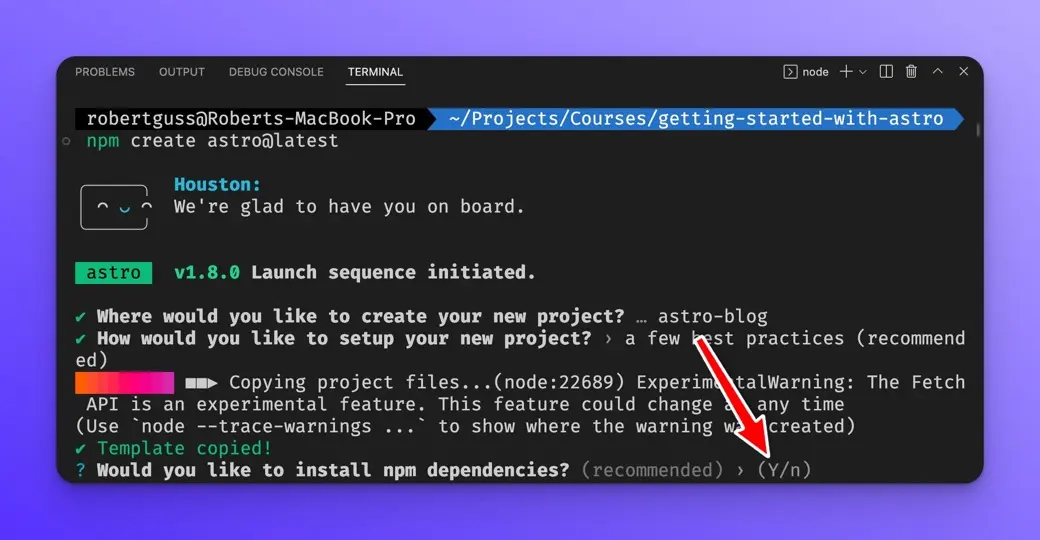 PROBLEMS OUTPUT DEBUG CONSOLE TERMINAL node
robertguss@Roberts-MacBook-Pro ~/Projects/Courses/getting-started-with-astro
npm create astro@latest
Houston:
We're glad to have you on board.
astro v1.8.0 Launch sequence initiated.
✔ Where would you like to create your new project? … astro-blog
✔ How would you like to setup your new project? › a few best practices (recommend
ed)
■■▶ Copying project files...(node:22689) ExperimentalWarning: The Fetch
API is an experimental feature. This feature could change at any time
(Use `node --trace-warnings ...` to show where the warning was created)
✔ Template copied!
? Would you like to install npm dependencies? (recommended) › (Y/n)